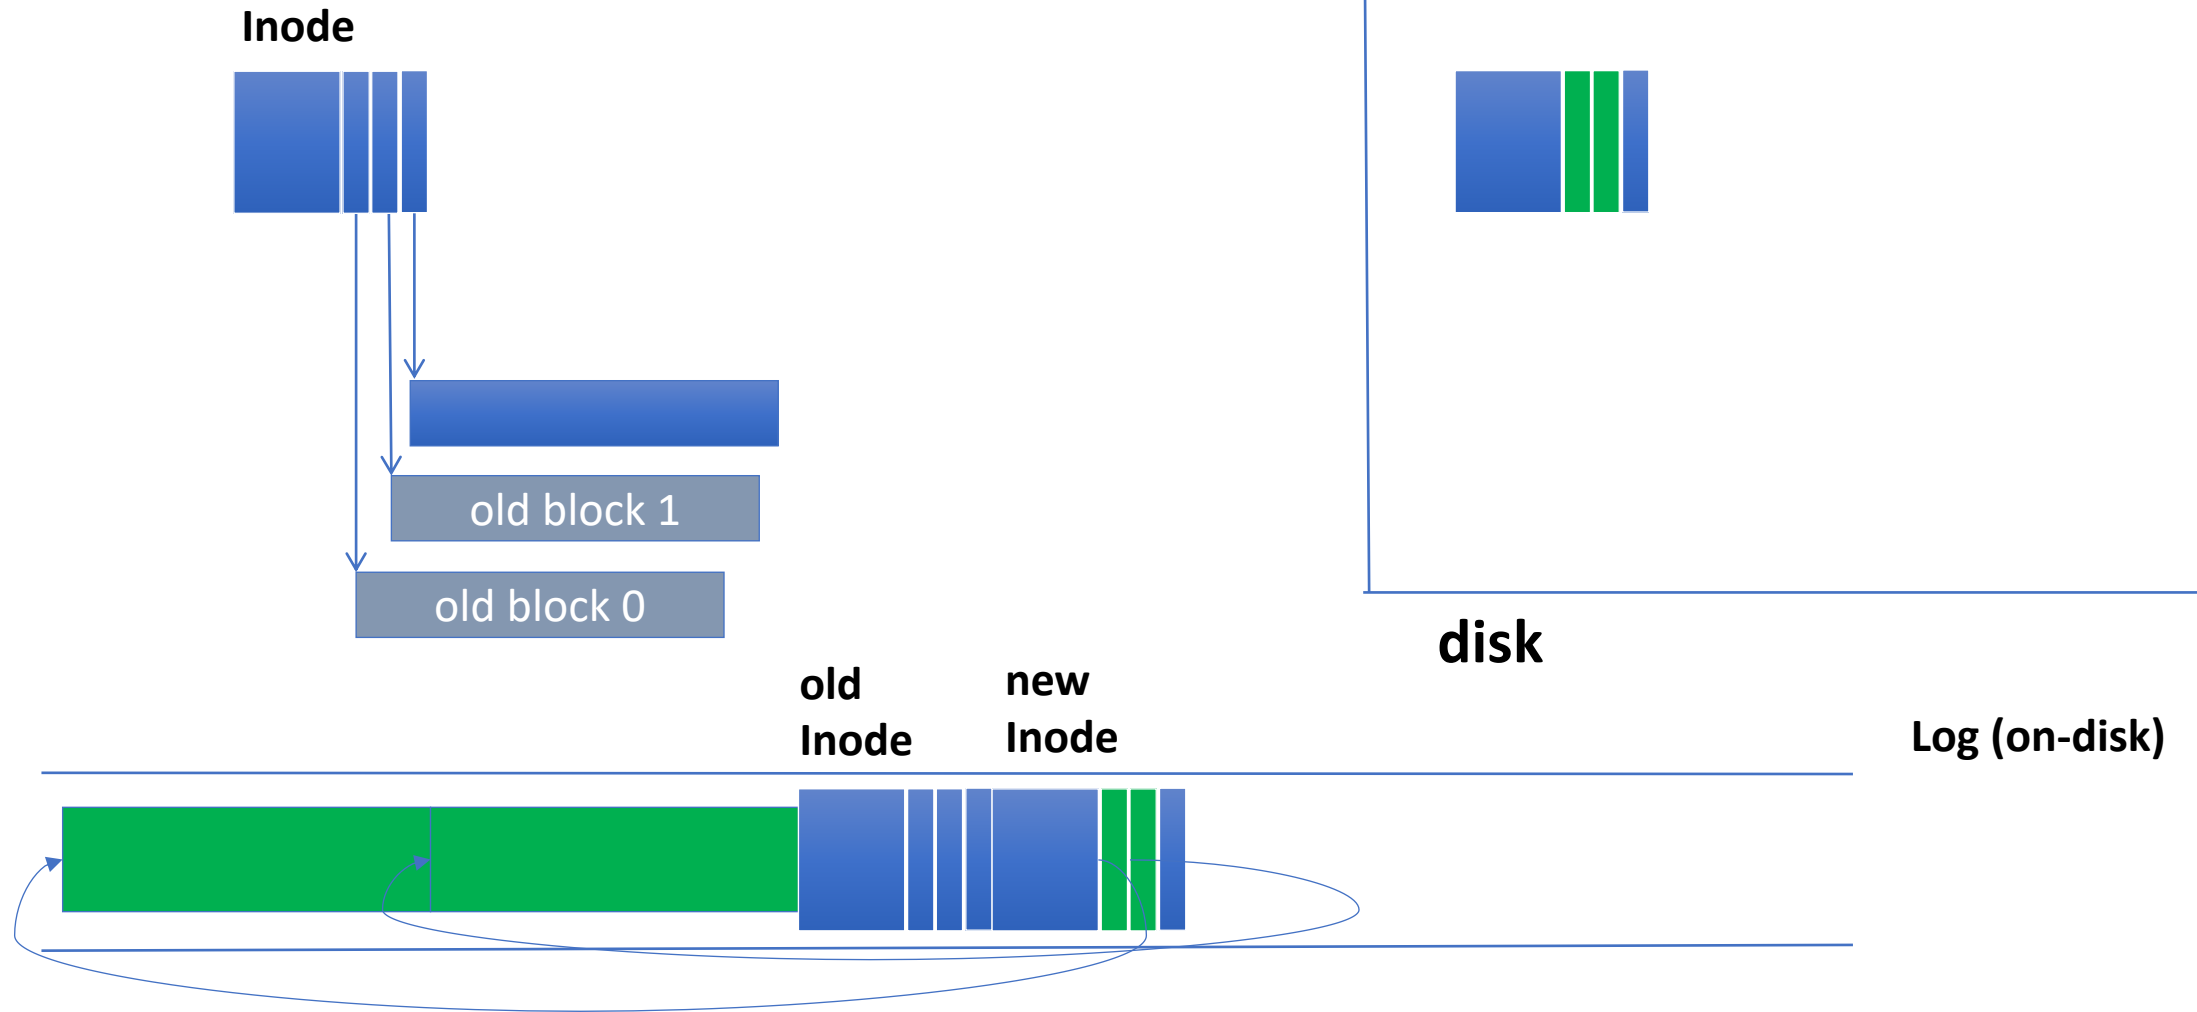 Inode
old block 1
old block 0
disk
old
Inode
new
Inode
Log (on-disk)